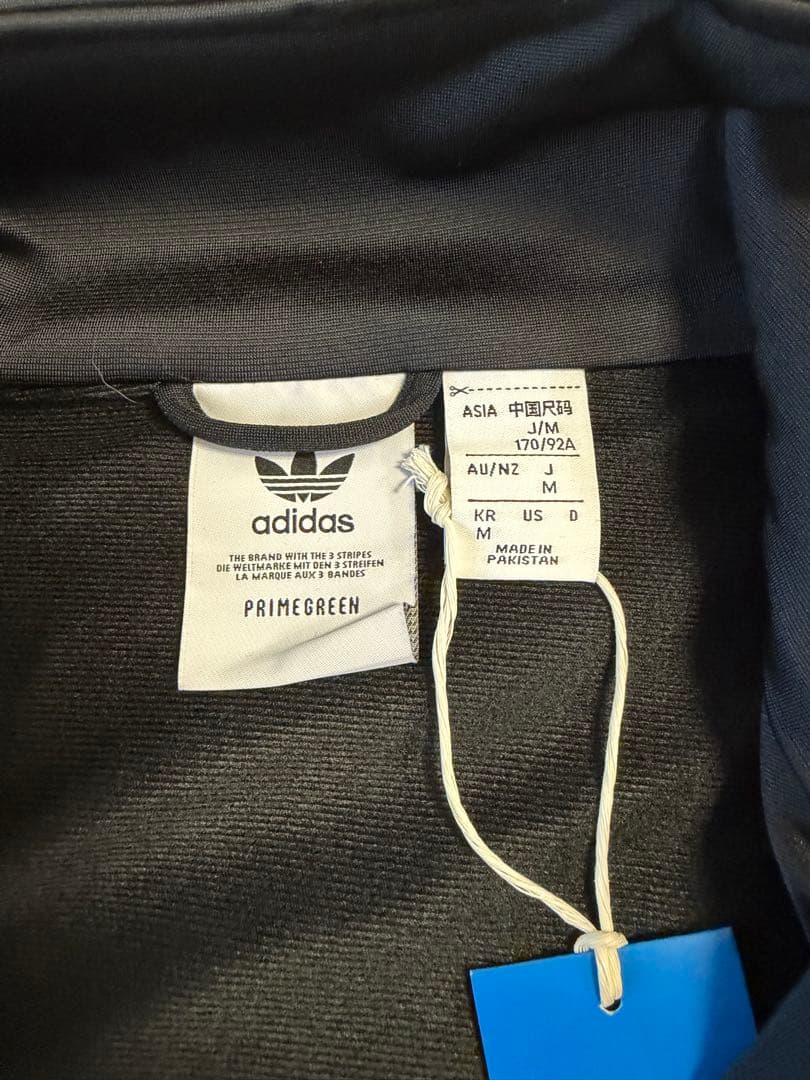 adidas
THE BRAND WITH THE 3 STRIPES
DIE WELTMARKE MIT DEN 3 STREIFEN
LA MARQUE AUX 3 BANDES
PRIMEGREEN
ASIA 中国尺码
J/M
170/92A
AU/NZ J
M
KR US D
M
MADE IN
PAKISTAN